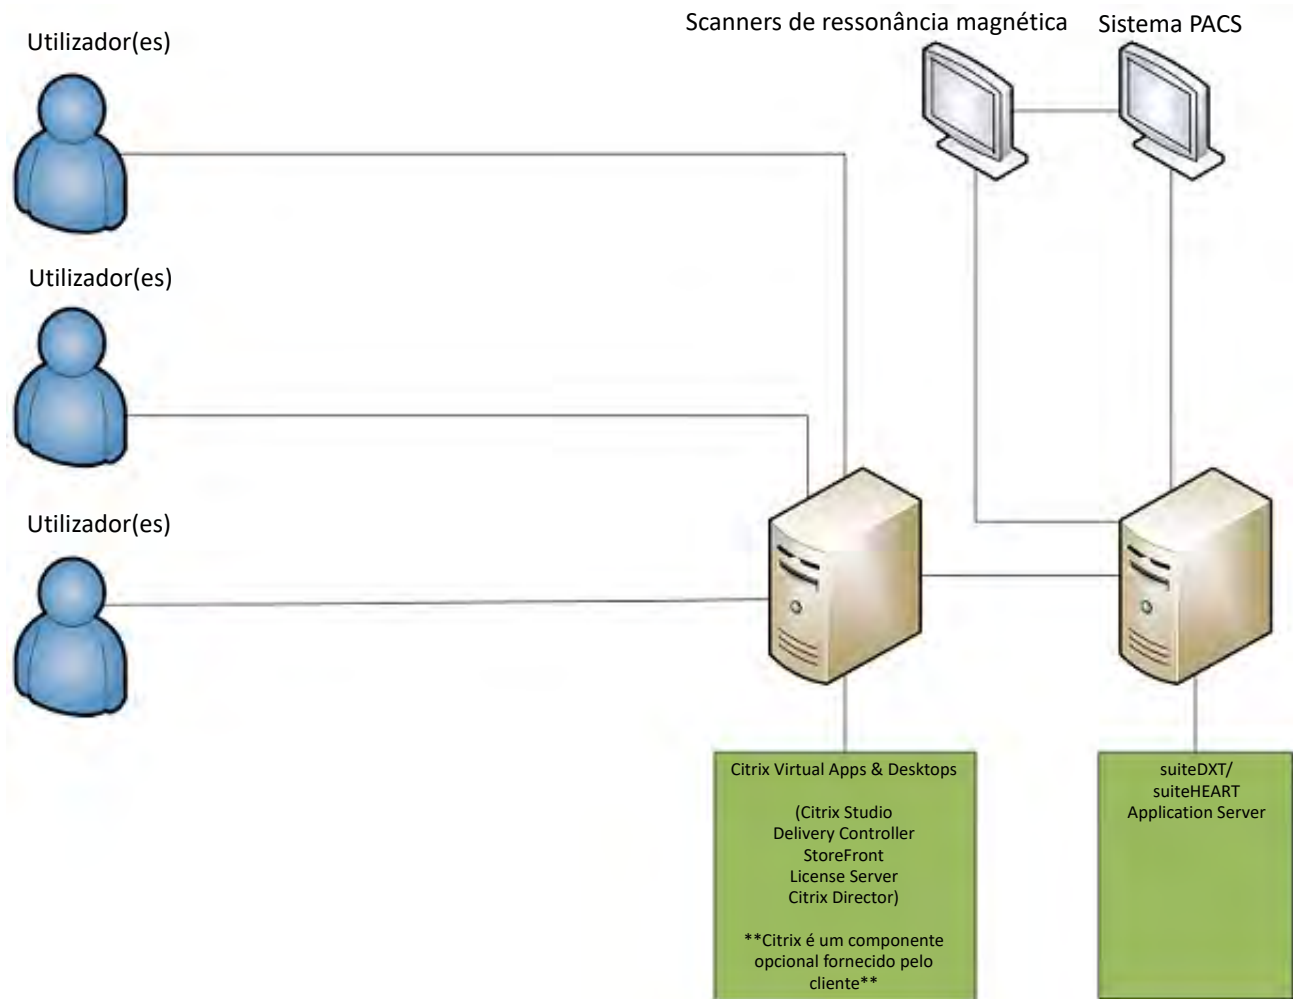 Scanners de ressonância magnética
Sistema PACS
Utilizador(es)
Utilizador(es)
Utilizador(es)
Citrix Virtual Apps & Desktops
(Citrix Studio
Delivery Controller
StoreFront
License Server
Citrix Director)
**Citrix é um componente
opcional fornecido pelo
cliente**
suiteDXT/
suiteHEART
Application Server